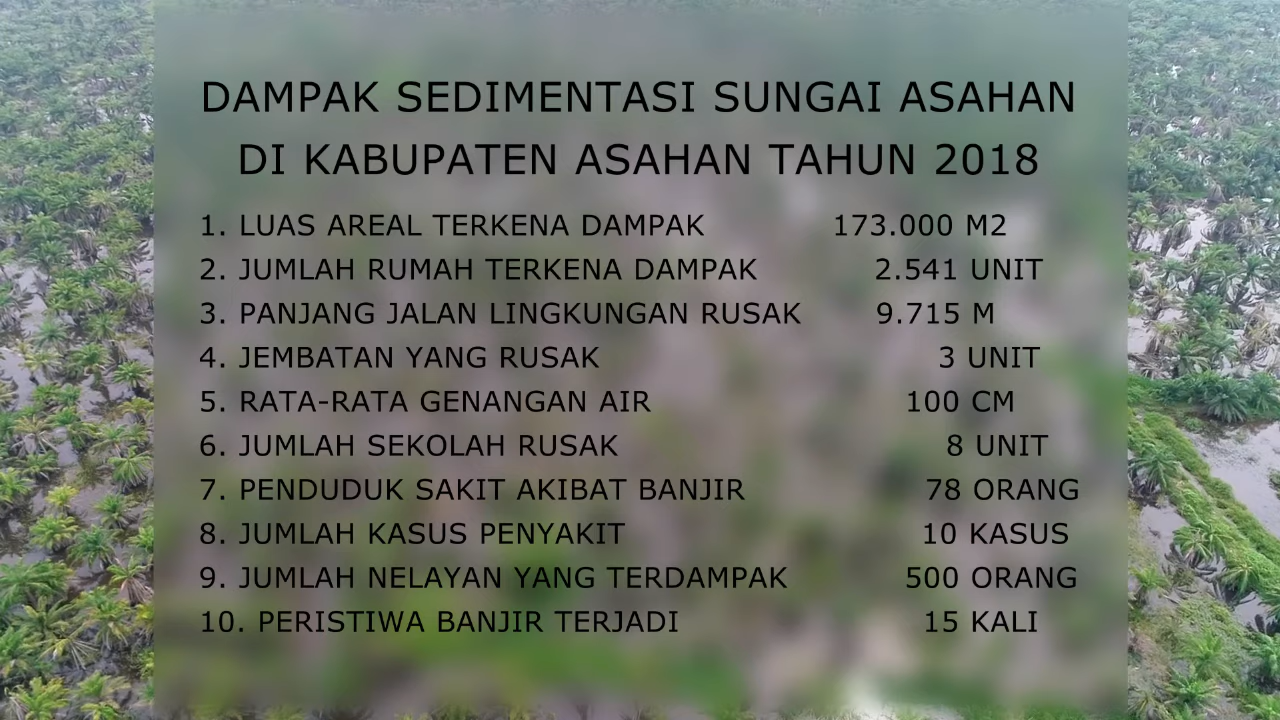 DAMPAK SEDIMENTASI SUNGAI ASAHAN
DI KABUPATEN ASAHAN TAHUN 2018
1. LUAS AREAL TERKENA DAMPAK 173.000 M2
2. JUMLAH RUMAH TERKENA DAMPAK 2.541 UNIT
3. PANJANG JALAN LINGKUNGAN RUSAK 9.715 M
4. JEMBATAN YANG RUSAK 3 UNIT
5. RATA-RATA GENANGAN AIR 100 CM
6. JUMLAH SEKOLAH RUSAK 8 UNIT
7. PENDUDUK SAKIT AKIBAT BANJIR 78 ORANG
8. JUMLAH KASUS PENYAKIT 10 KASUS
9. JUMLAH NELAYAN YANG TERDAMPAK 500 ORANG
10. PERISTIWA BANJIR TERJADI 15 KALI